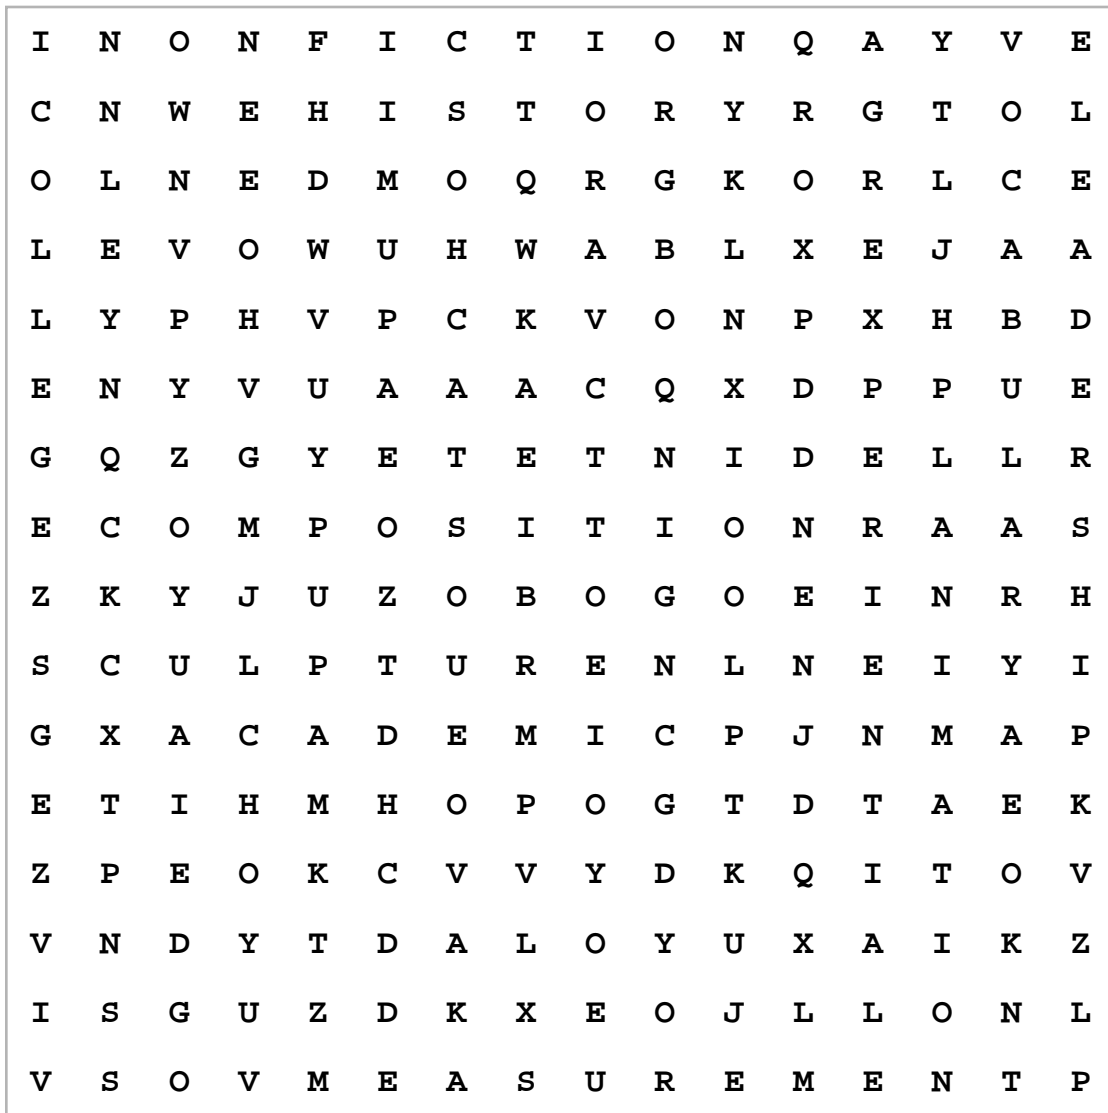 I N O N F I C T I O N Q A Y V E
C N W E H I S T O R Y R G T O L
O L N E D M O Q R G K O R L C E
L E V O W U H W A B L X E J A A
L Y P H V P C K V O N P X H B D
E N Y V U A A A C Q X D P P U E
G Q Z G Y E T E T N I D E L L R
E C O M P O S I T I O N R A A S
Z K Y J U Z O B O G O E I N R H
S C U L P T U R E N L N E I Y I
G X A C A D E M I C P J N M A P
E T I H M H O P O G T D T A E K
Z P E O K C V V Y D K Q I T O V
V N D Y T D A L O Y U X A I K Z
I S G U Z D K X E O J L L O N L
V S O V M E A S U R E M E N T P